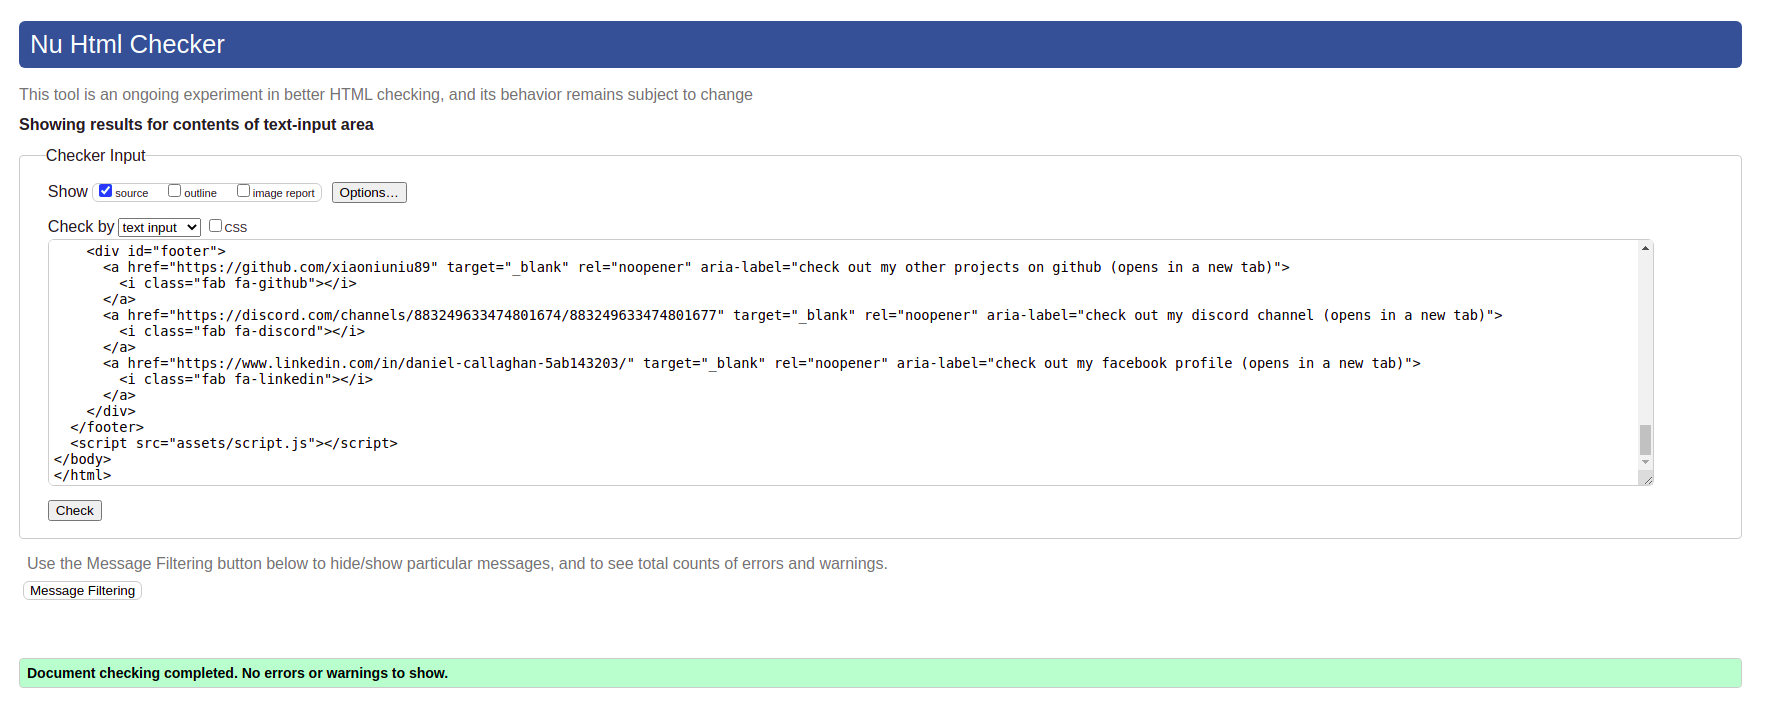 Nu Html Checker
This tool is an ongoing experiment in better HTML checking, and its behavior remains subject to change
Showing results for contents of text-input area
Checker Input
Show source outline image report Options...
Check by text input CSS
<div id="footer">
<a href="https://github.com/xiaoniuniu89" target="_blank" rel="noopener" aria-label="check out my other projects on github (opens in a new tab)">
<i class="fab fa-github"></i>
</a>
<a href="https://discord.com/channels/883249633474801674/883249633474801677" target="_blank" rel="noopener" aria-label="check out my discord channel (opens in a new tab)">
<i class="fab fa-discord"></i>
</a>
<a href="https://www.linkedin.com/in/daniel-callaghan-5ab143203/" target="_blank" rel="noopener" aria-label="check out my facebook profile (opens in a new tab)">
<i class="fab fa-linkedin"></i>
</a>
</div>
</footer>
<script src="assets/script.js"></script>
</body>
</html>
Check
Use the Message Filtering button below to hide/show particular messages, and to see total counts of errors and warnings.
Message Filtering
Document checking completed. No errors or warnings to show.